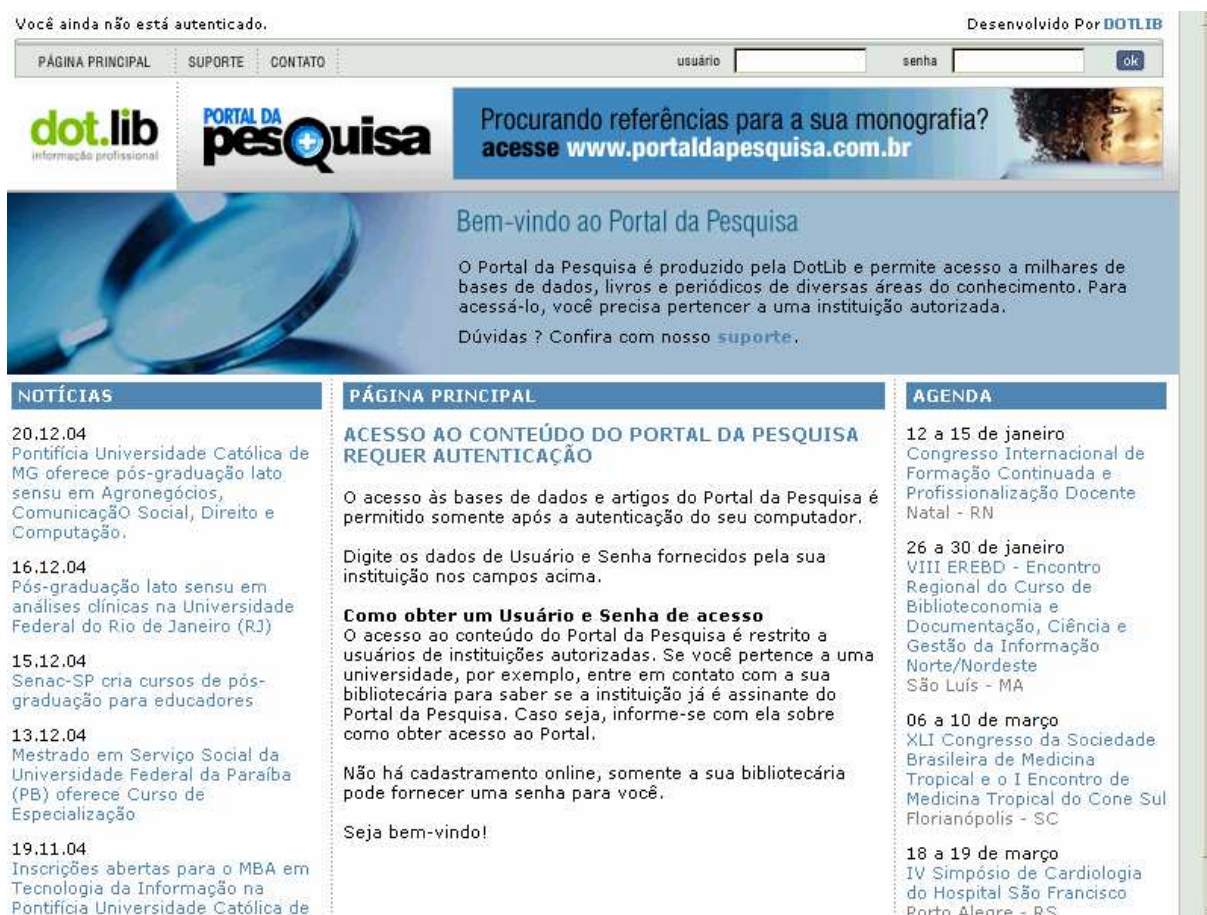 Você ainda não está autenticado.
Desenvolvido Por DOTLIB
PÁGINA PRINCIPAL
SUPORTE
CONTATO
usuário
senha
ok
dot.lib
informação profissional
PORTAL DA
pesQuisa
Procurando referências para a sua monografia?
acesse www.portaldapesquisa.com.br
Bem-vindo ao Portal da Pesquisa
O Portal da Pesquisa é produzido pela DotLib e permite acesso a milhares de
bases de dados, livros e periódicos de diversas áreas do conhecimento. Para
acessá-lo, você precisa pertencer a uma instituição autorizada.
Dúvidas ? Confira com nosso suporte.
NOTÍCIAS
20.12.04
Pontifícia Universidade Católica de
MG oferece pós-graduação lato
sensu em Agronegócios,
ComunicaçãO Social, Direito e
Computação.
16.12.04
Pós-graduação lato sensu em
análises clínicas na Universidade
Federal do Rio de Janeiro (RJ)
15.12.04
Senac-SP cria cursos de pós-
graduação para educadores
13.12.04
Mestrado em Serviço Social da
Universidade Federal da Paraíba
(PB) oferece Curso de
Especialização
19.11.04
Inscrições abertas para o MBA em
Tecnologia da Informação na
Pontifícia Universidade Católica de
PÁGINA PRINCIPAL
ACESSO AO CONTEÚDO DO PORTAL DA PESQUISA
REQUER AUTENTICAÇÃO
O acesso às bases de dados e artigos do Portal da Pesquisa é
permitido somente após a autenticação do seu computador.
Digite os dados de Usuário e Senha fornecidos pela sua
instituição nos campos acima.
Como obter um Usuário e Senha de acesso
O acesso ao conteúdo do Portal da Pesquisa é restrito a
usuários de instituições autorizadas. Se você pertence a uma
universidade, por exemplo, entre em contato com a sua
bibliotecária para saber se a instituição já é assinante do
Portal da Pesquisa. Caso seja, informe-se com ela sobre
como obter acesso ao Portal.
Não há cadastramento online, somente a sua bibliotecária
pode fornecer uma senha para você.
Seja bem-vindo!
AGENDA
12 a 15 de janeiro
Congresso Internacional de
Formação Continuada e
Profissionalização Docente
Natal - RN
26 a 30 de janeiro
VIII EREBD - Encontro
Regional do Curso de
Biblioteconomia e
Documentação, Ciência e
Gestão da Informação
Norte/Nordeste
São Luís - MA
06 a 10 de março
XLI Congresso da Sociedade
Brasileira de Medicina
Tropical e o I Encontro de
Medicina Tropical do Cone Sul
Florianópolis - SC
18 a 19 de março
IV Simpósio de Cardiologia
do Hospital São Francisco
Porto Alegre - RS